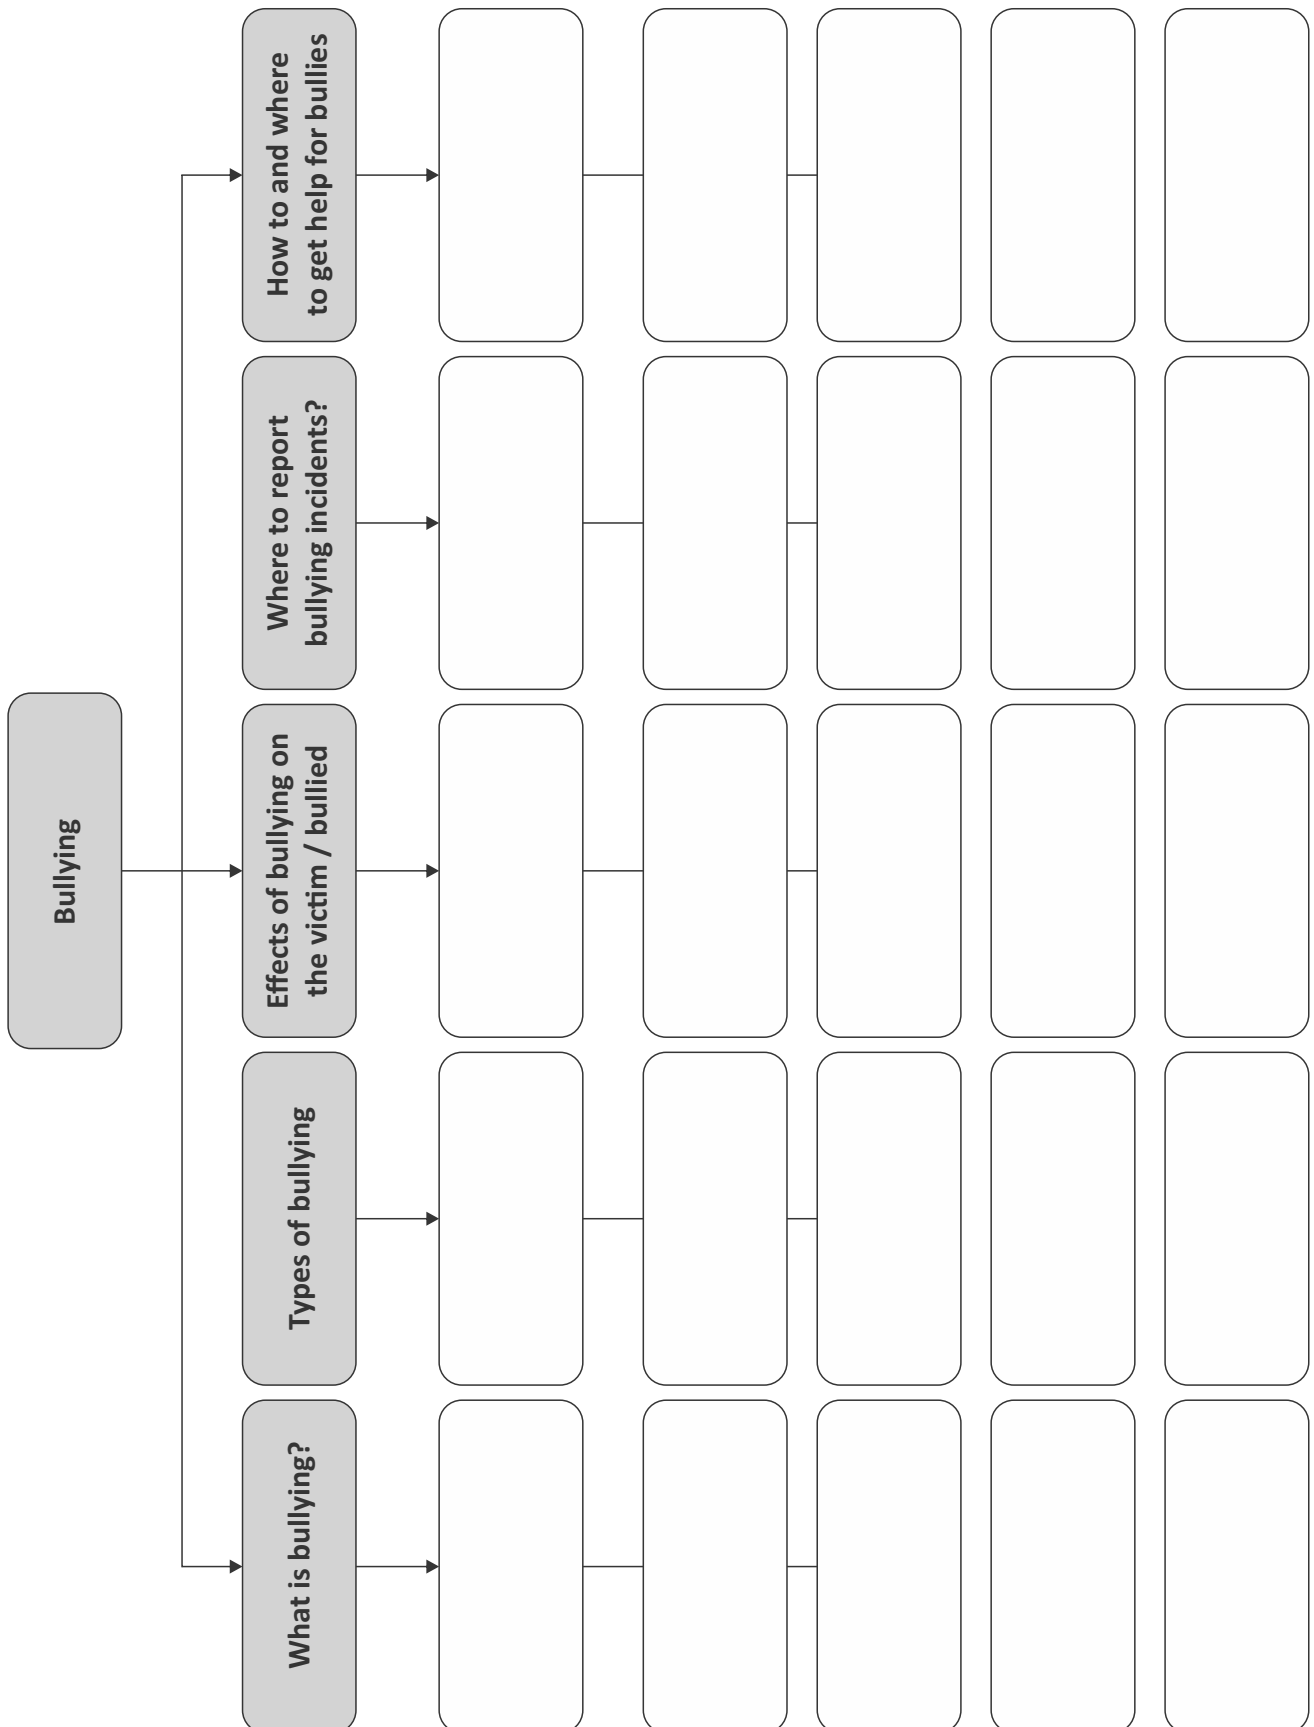 Bullying
What is bullying?
Types of bullying
Effects of bullying on
the victim / bullied
Where to report
bullying incidents?
How to and where
to get help for bullies